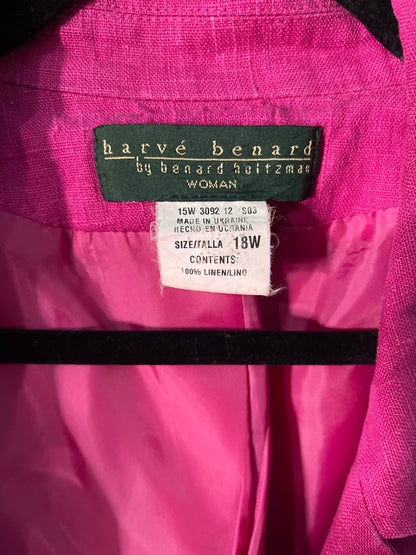 harvé benard
by benard holtzman
WOMAN
15W 3092 12 S03
MADE IN UKRAINE
HECHO EN UCRANIA
SIZE/TALLA 18W
CONTENTS:
100% LINEN/LINO